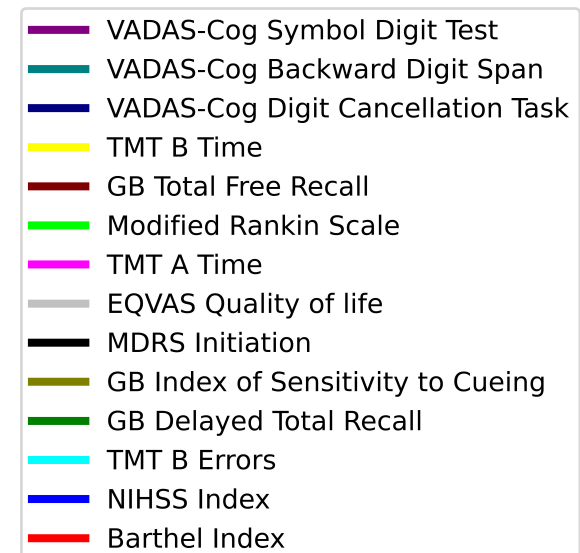 VADAS-Cog Symbol Digit Test
VADAS-Cog Backward Digit Span
VADAS-Cog Digit Cancellation Task
TMT B Time
GB Total Free Recall
Modified Rankin Scale
TMT A Time
EQVAS Quality of life
MDRS Initiation
GB Index of Sensitivity to Cueing
GB Delayed Total Recall
TMT B Errors
NIHSS Index
Barthel Index